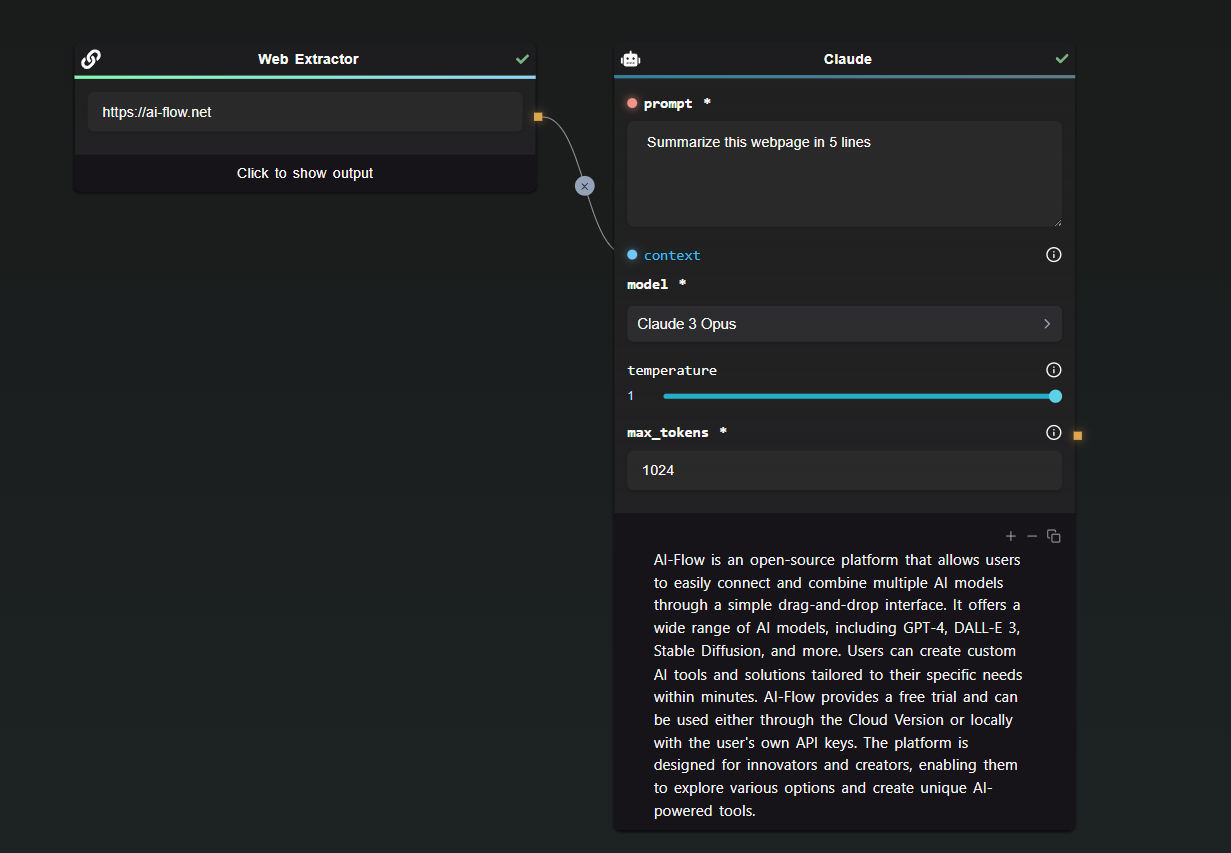 Web Extractor
https://ai-flow.net
Click to show output
Claude
prompt *
Summarize this webpage in 5 lines
context
model *
Claude 3 Opus
temperature
1
max_tokens *
1024
AI-Flow is an open-source platform that allows users
to easily connect and combine multiple AI models
through a simple drag-and-drop interface. It offers a
wide range of AI models, including GPT-4, DALL-E 3,
Stable Diffusion, and more. Users can create custom
AI tools and solutions tailored to their specific needs
within minutes. AI-Flow provides a free trial and can
be used either through the Cloud Version or locally
with the user's own API keys. The platform is
designed for innovators and creators, enabling them
to explore various options and create unique AI-
powered tools.